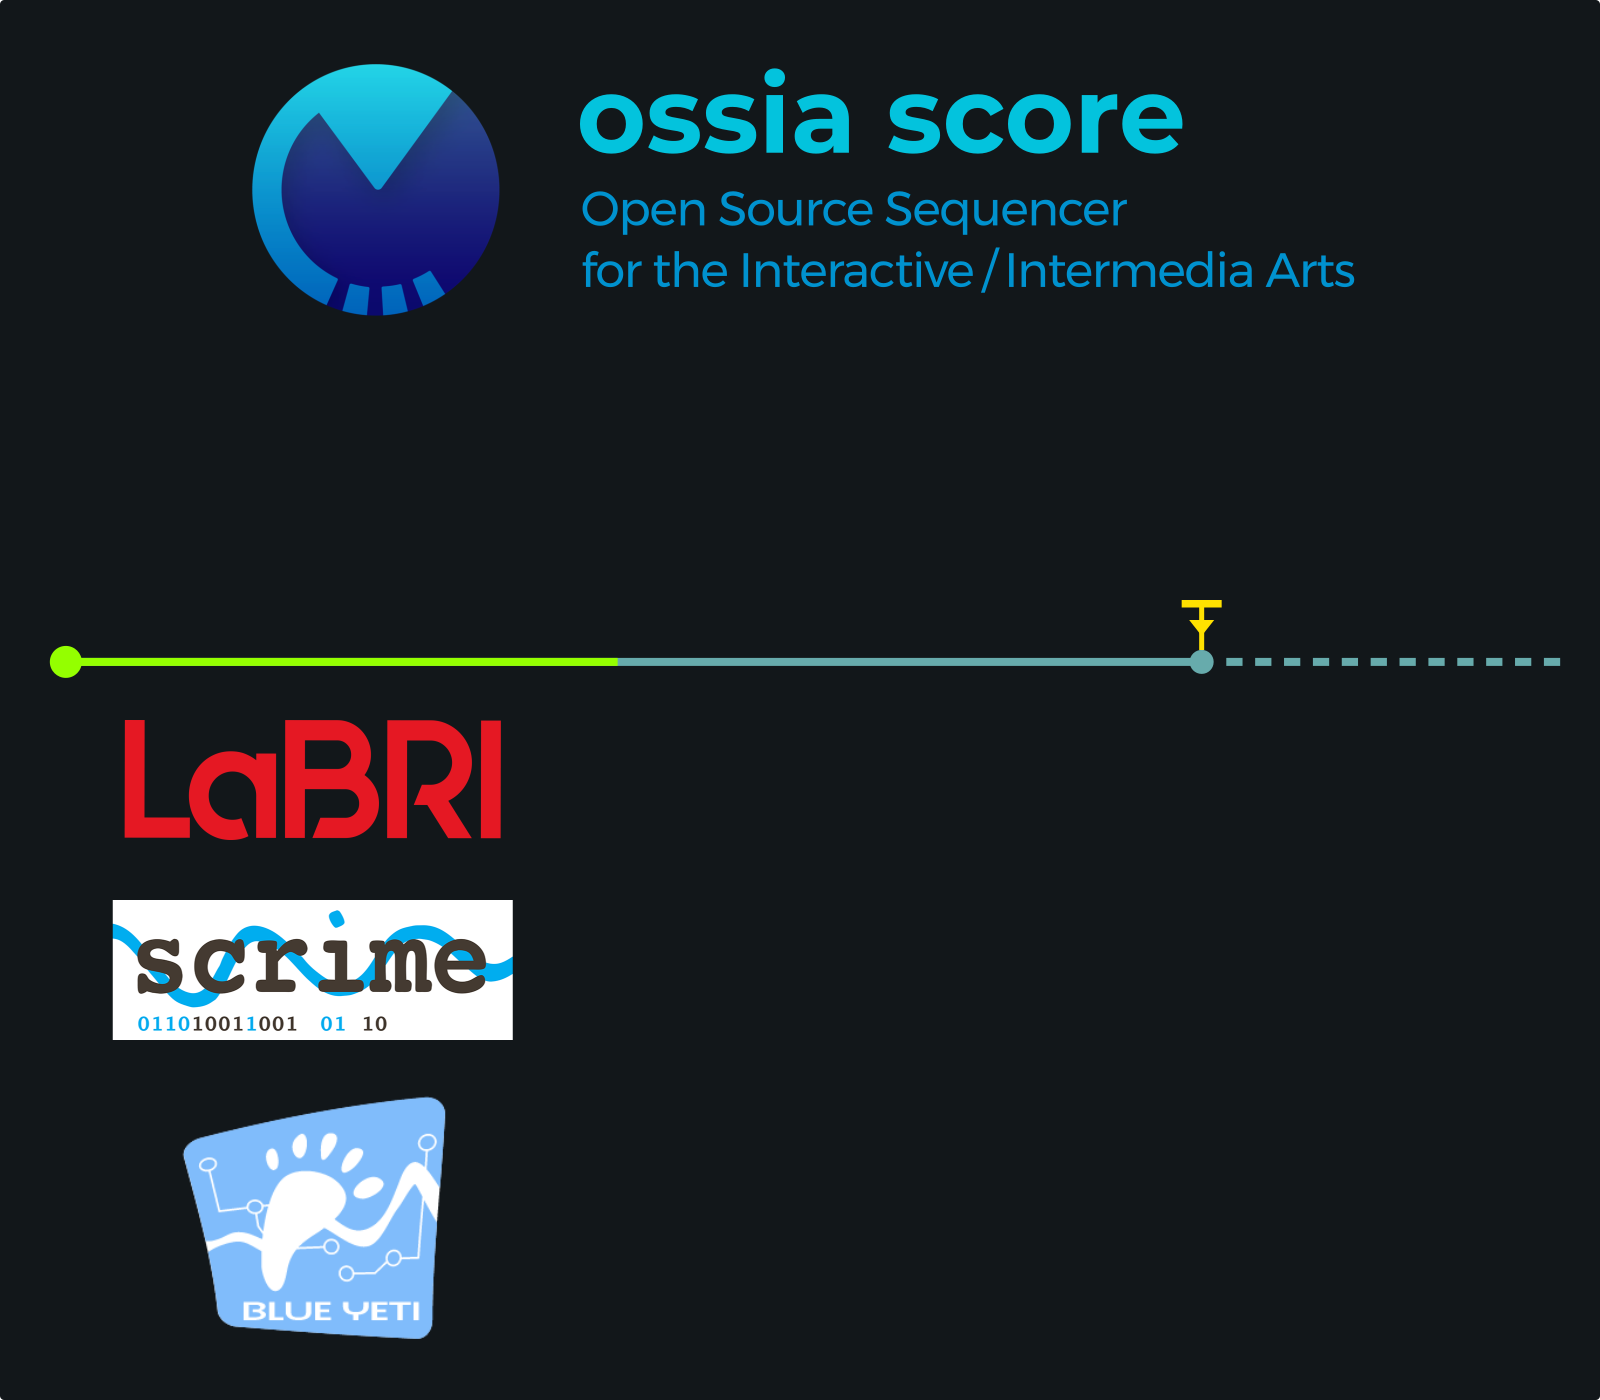 ossia score
Open Source Sequencer
for the Interactive / Intermedia Arts
LaBRI
scrime
011010011001 01 10
BLUE YETI